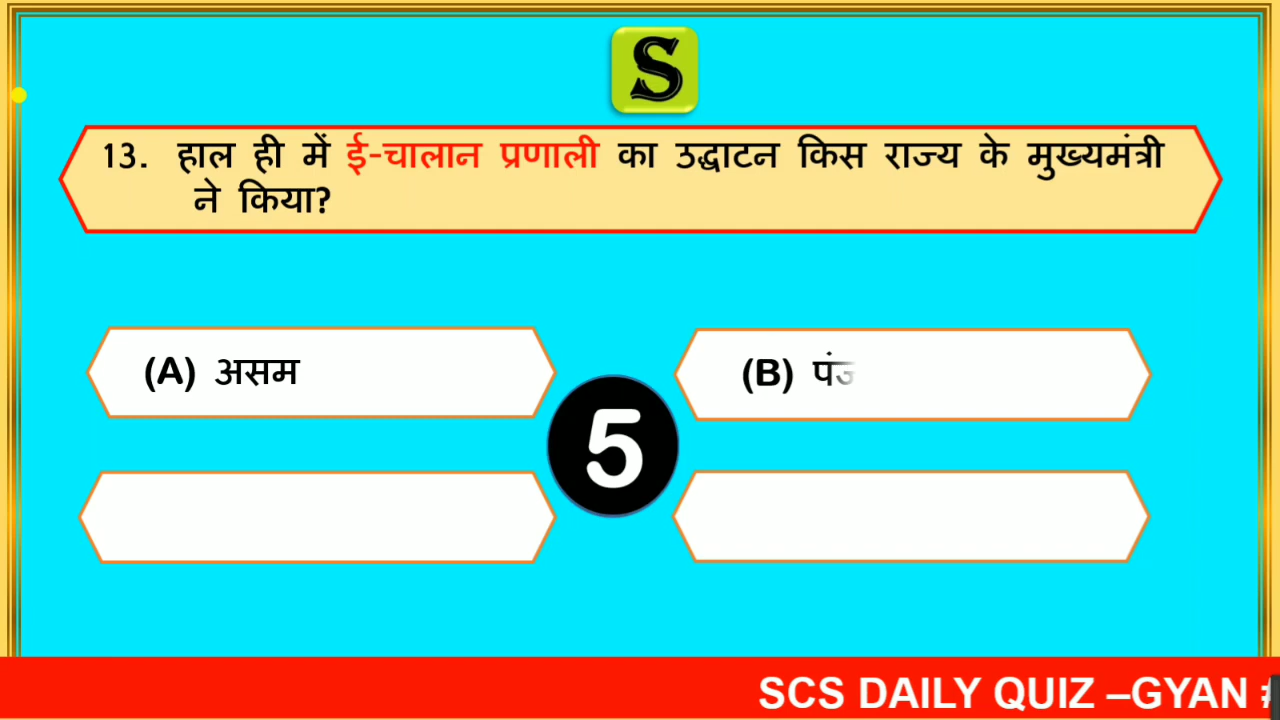 S
13. हाल ही में ई-चालान प्रणाली का उद्घाटन किस राज्य के मुख्यमंत्री
ने किया?
(A) असम
(B)
5
SCS DAILY QUIZ –GYAN